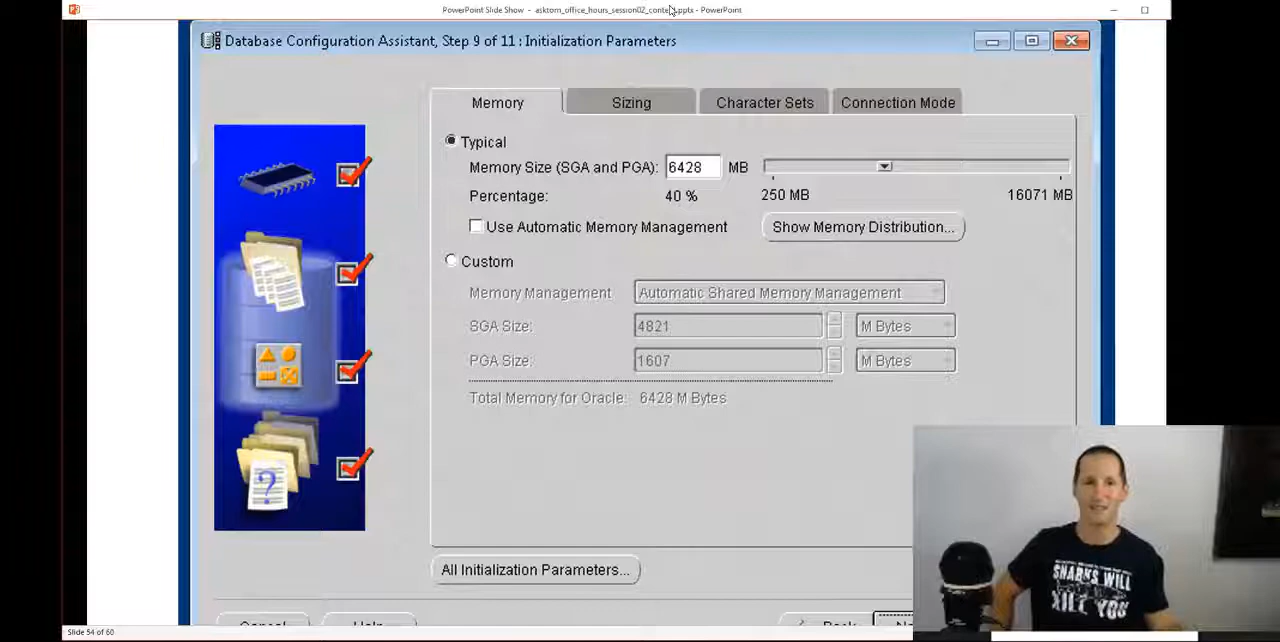 PowerPoint Slide Show - asktom_office_hours_session02_content.pptx - PowerPoint
Database Configuration Assistant, Step 9 of 11 : Initialization Parameters
Memory Sizing Character Sets Connection Mode
Typical
Memory Size (SGA and PGA): 6428 MB
Percentage: 40 % 250 MB 16071 MB
Use Automatic Memory Management Show Memory Distribution...
Custom
Memory Management Automatic Shared Memory Management
SGA Size: 4821 M Bytes
PGA Size: 1607 M Bytes
Total Memory for Oracle: 6428 M Bytes
?
SHARKS WILL
KILL YOU
All Initialization Parameters...
Cancel Help Back
Slide 54 of 60